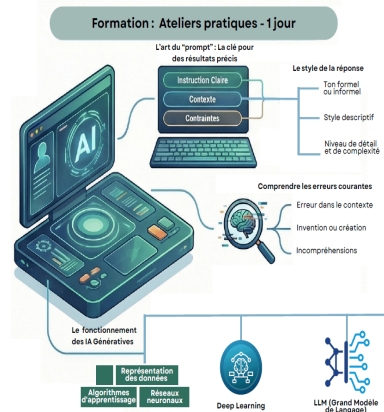 Formation : Ateliers pratiques - 1 jour
L'art du "prompt" : La clé pour
des résultats précis
Instruction Claire
Contexte
Contraintes
Le style de la réponse
Ton formel
ou informel
Style descriptif
Niveau de détail
et de complexité
AI
Comprendre les erreurs courantes
Erreur dans le contexte
Invention ou création
Incompréhensions
Le fonctionnement
des IA Génératives
Représentation
des données
Algorithmes
d'apprentissage
Réseaux
neuronaux
Deep Learning
LLM (Grand Modèle
de Langage)